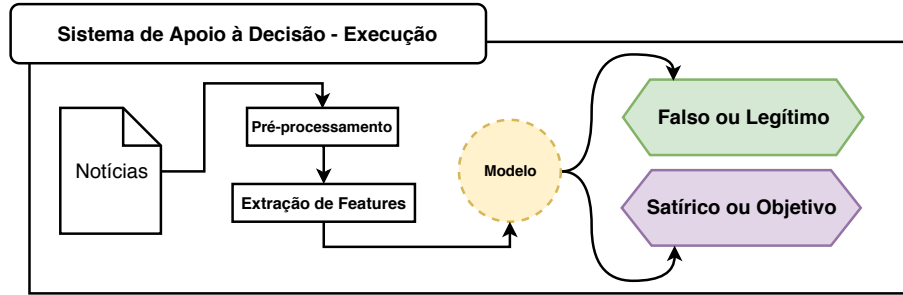 Sistema de Apoio à Decisão - Execução
Notícias
Pré-processamento
Extração de Features
Modelo
Falso ou Legítimo
Satírico ou Objetivo